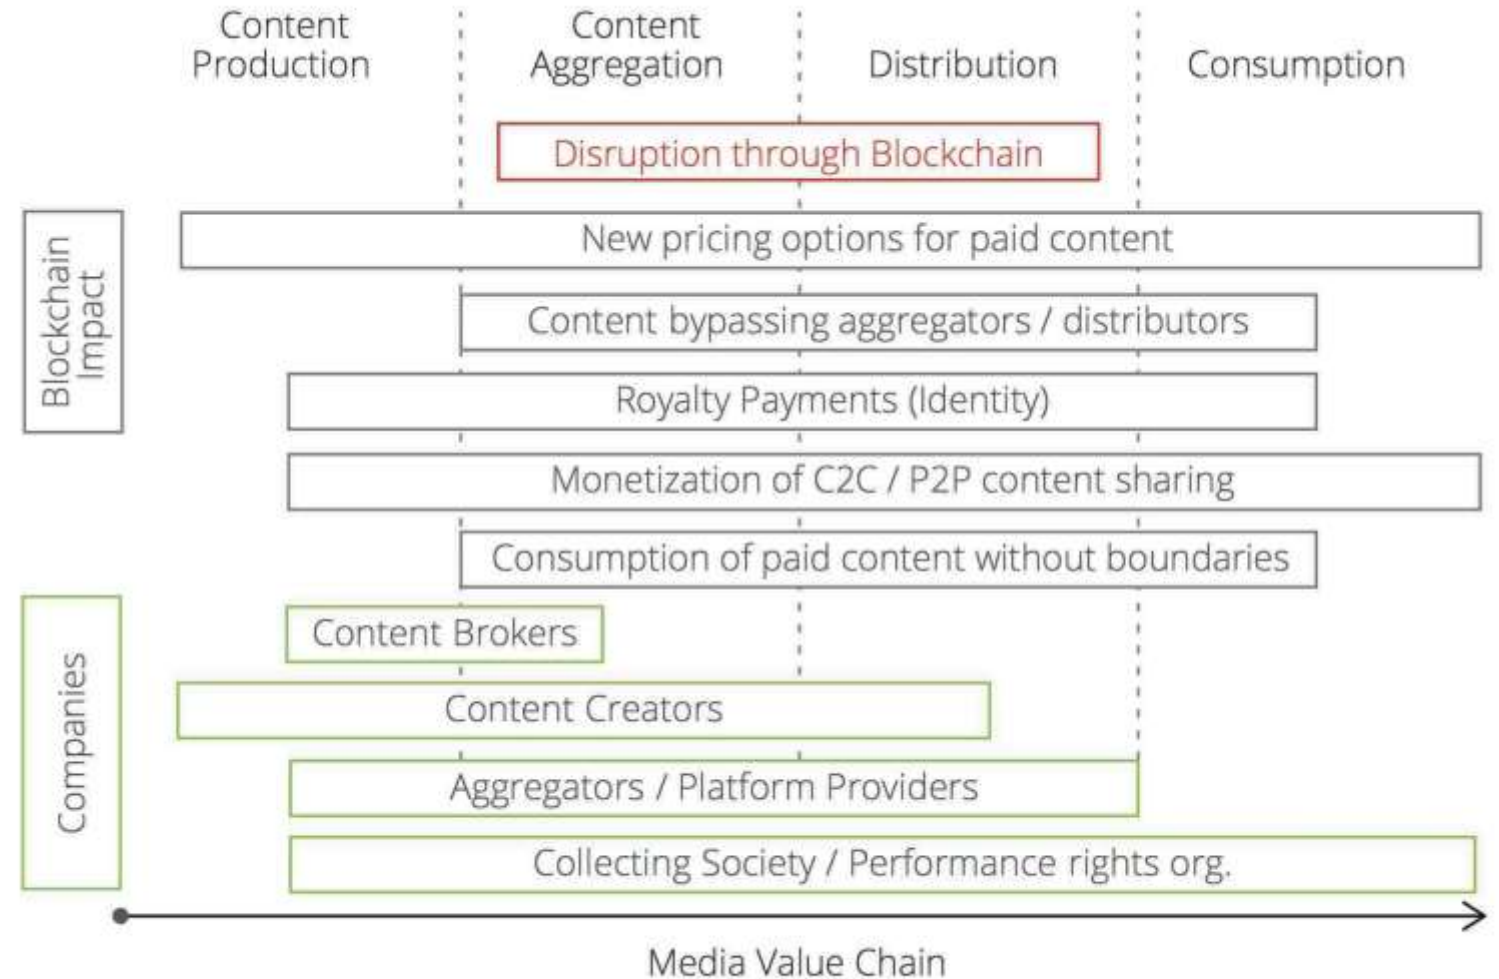 Content
Production
Content
Aggregation
Distribution
Consumption
Disruption through Blockchain
Blockchain
Impact
New pricing options for paid content
Content bypassing aggregators / distributors
Royalty Payments (Identity)
Monetization of C2C / P2P content sharing
Consumption of paid content without boundaries
Companies
Content Brokers
Content Creators
Aggregators / Platform Providers
Collecting Society / Performance rights org.
Media Value Chain